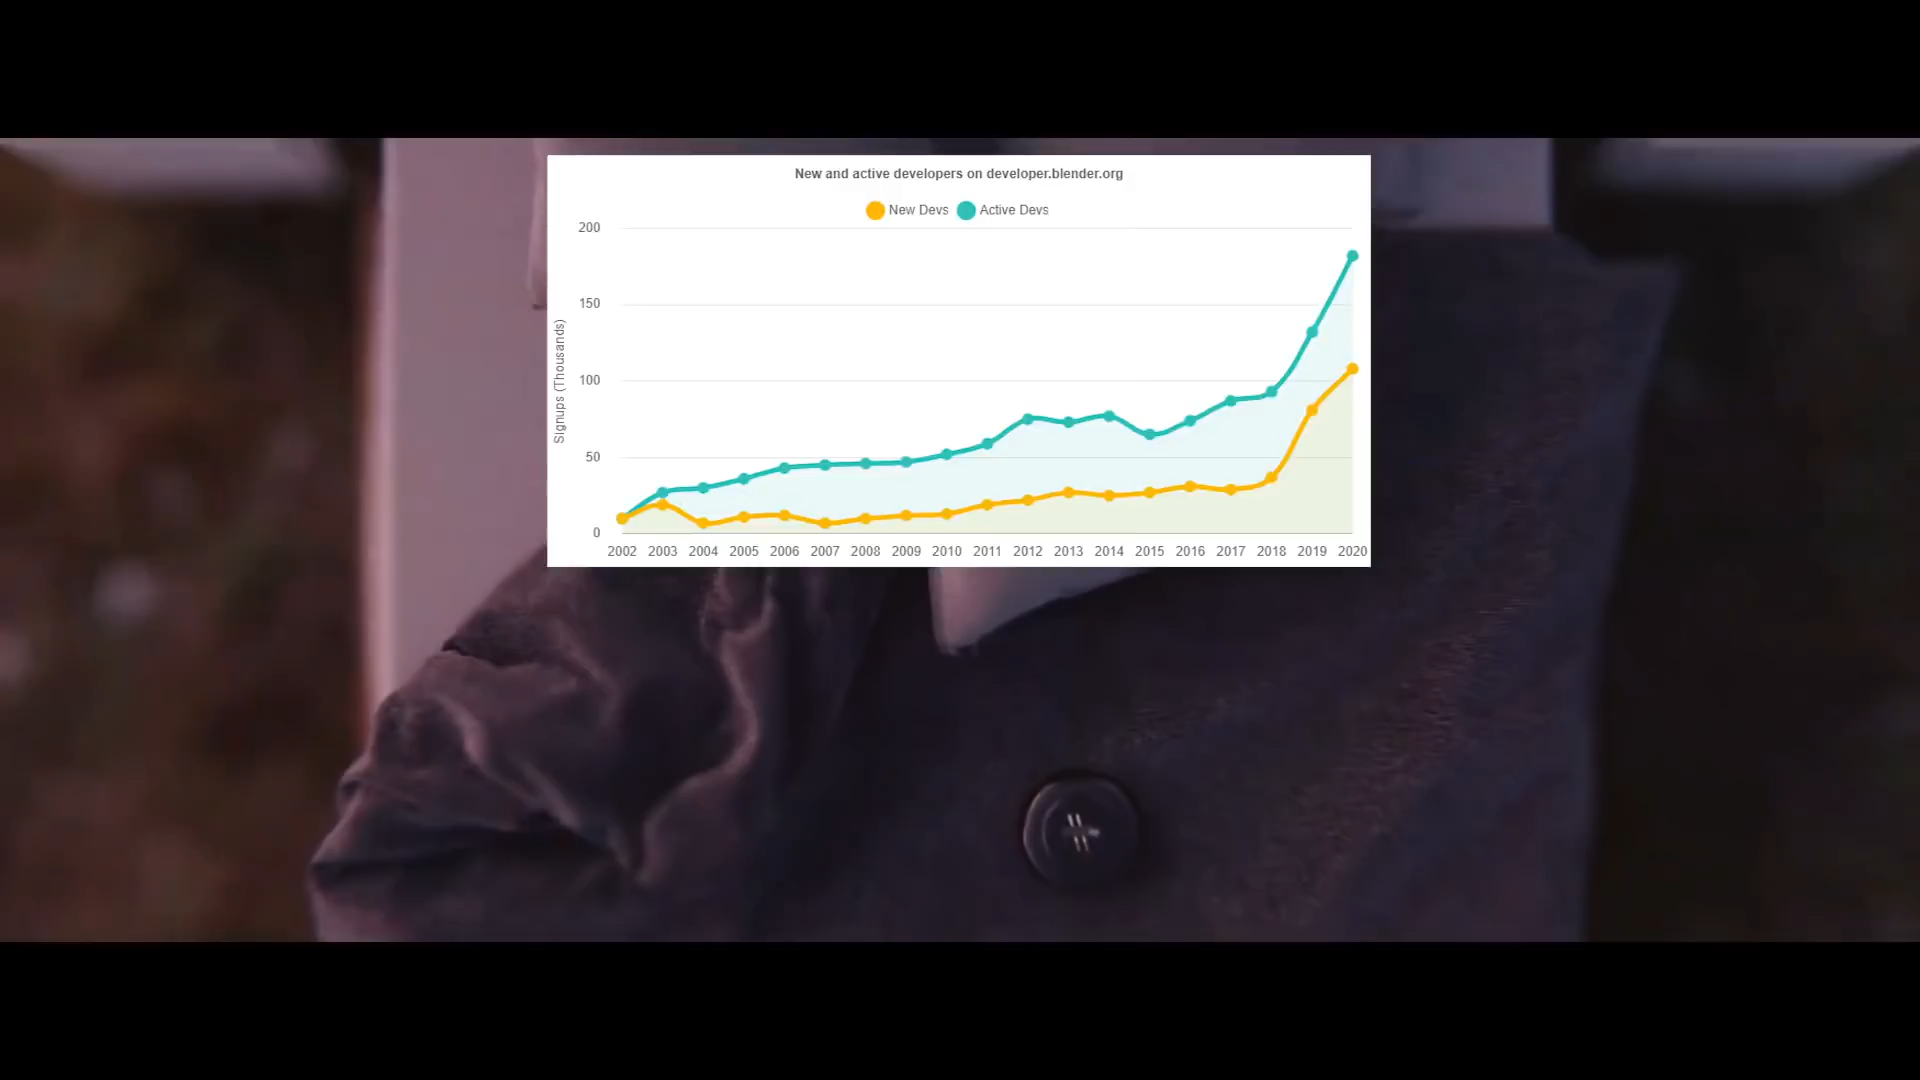 New and active developers on developer.blender.org
New Devs Active Devs
Signups (Thousands)
200
150
100
50
0
2002 2003 2004 2005 2006 2007 2008 2009 2010 2011 2012 2013 2014 2015 2016 2017 2018 2019 2020